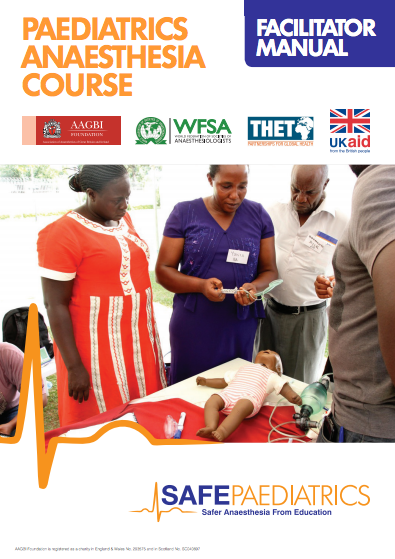 PAEDIATRICS
ANAESTHESIA
COURSE
FACILITATOR
MANUAL
AAGBI
FOUNDATION
WFSA
WORLD FEDERATION OF SOCIETIES OF
ANAESTHESIOLOGISTS
THET
PARTNERSHIPS FOR GLOBAL HEALTH
UKaid
from the British people
SAFEPAEDIATRICS
Safer Anaesthesia From Education